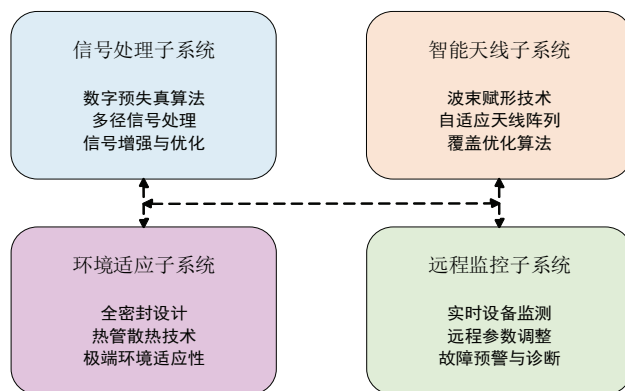 信号处理子系统
数字预失真算法
多径信号处理
信号增强与优化
智能天线子系统
波束赋形技术
自适应天线阵列
覆盖优化算法
环境适应子系统
全密封设计
热管散热技术
极端环境适应性
远程监控子系统
实时设备监测
远程参数调整
故障预警与诊断